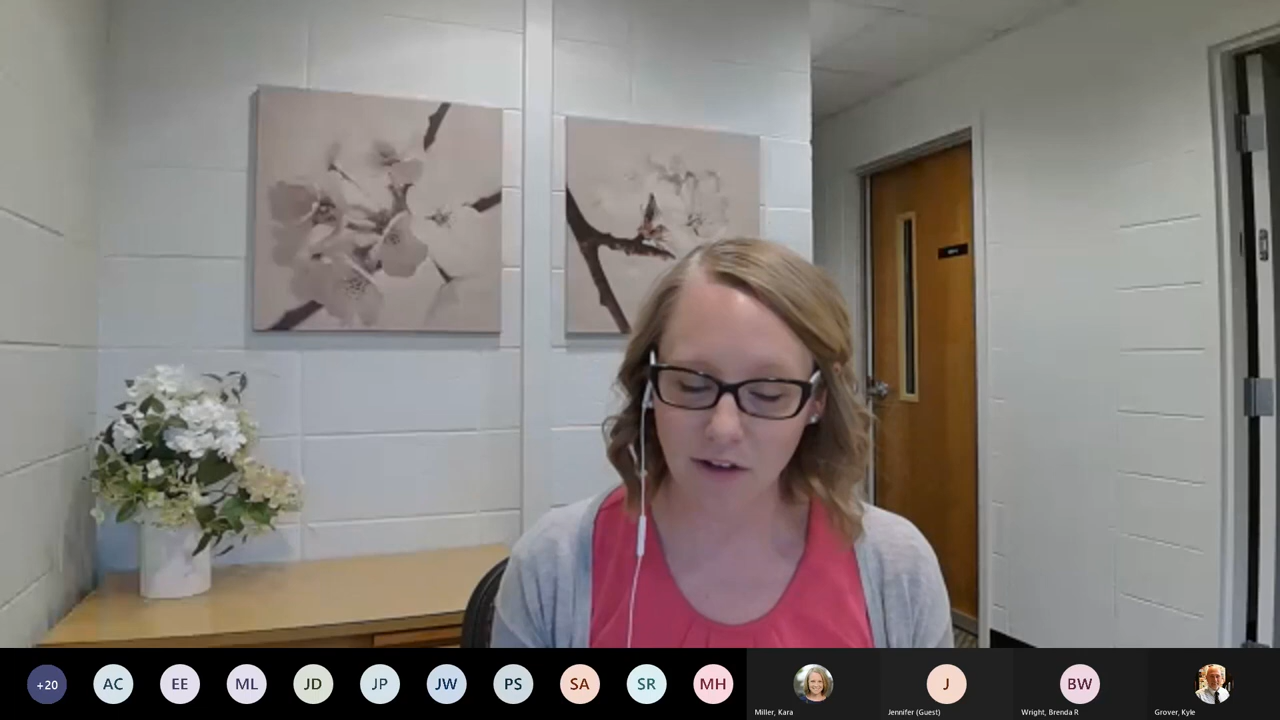 +20
AC
EE
ML
JD
JP
JW
PS
SA
SR
MH
J
BW
Miller, Kara
Jennifer (Guest)
Wright, Brenda R
Grover, Kyle